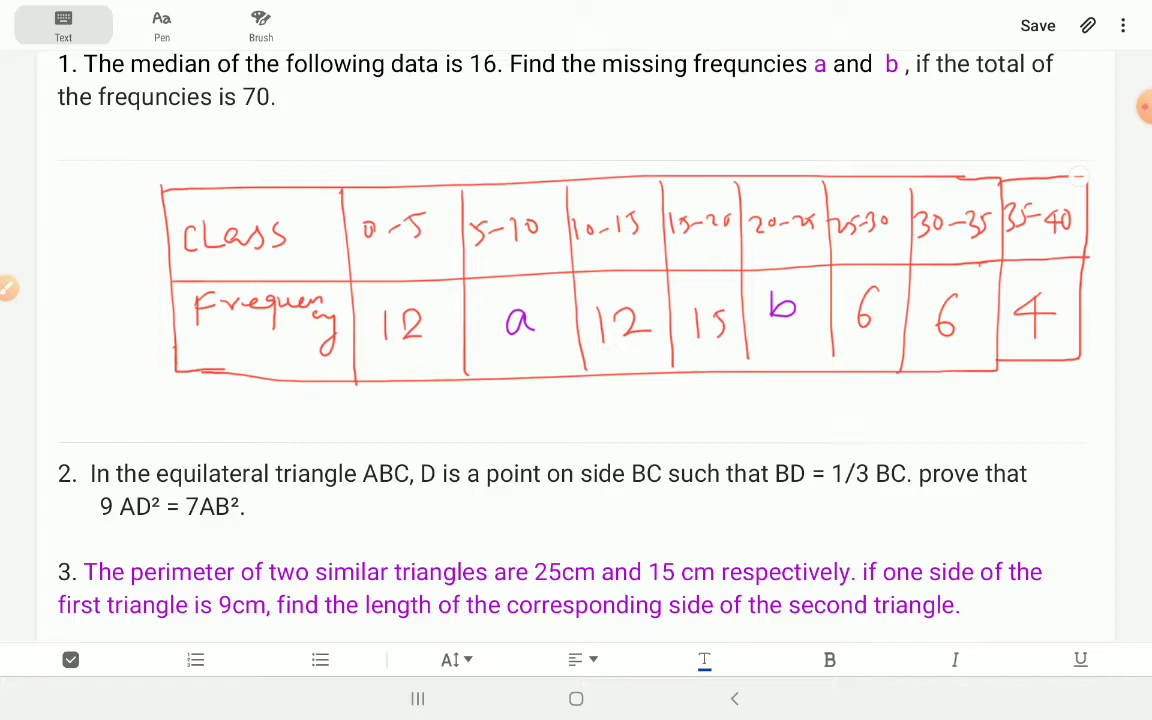 Text Pen Brush Save
1. The median of the following data is 16. Find the missing frequncies a and b , if the total of
the frequncies is 70.
CLass 0-5 5-10 10-15 15-20 20-25 25-30 30-35 35-40
Frequency 12 a 12 15 b 6 6 4
2. In the equilateral triangle ABC, D is a point on side BC such that BD = 1/3 BC. prove that
9 AD² = 7AB².
3. The perimeter of two similar triangles are 25cm and 15 cm respectively. if one side of the
first triangle is 9cm, find the length of the corresponding side of the second triangle.
T B I U